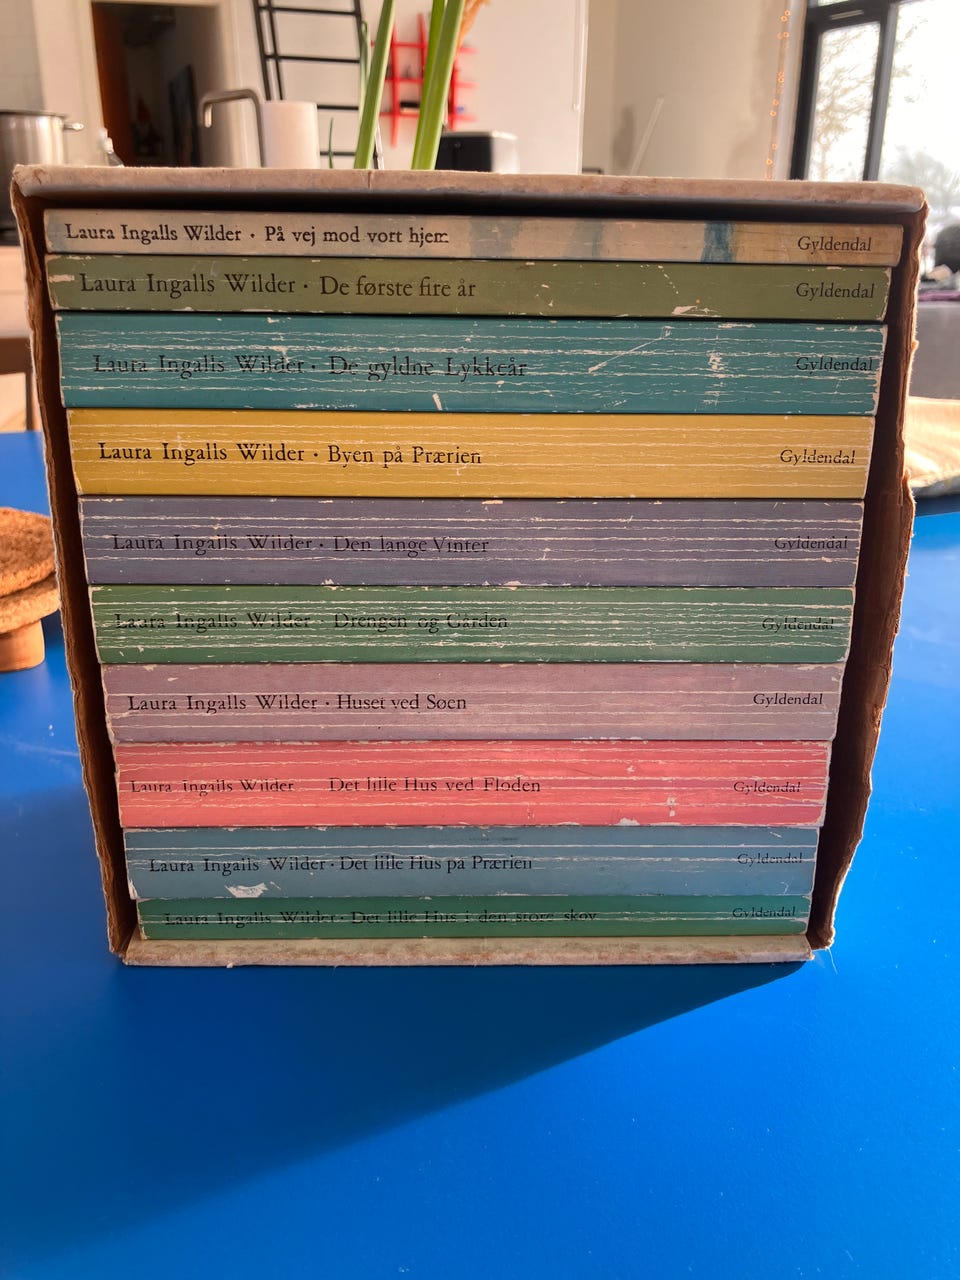 Laura Ingalls Wilder · På vej mod vort hjem Gyldendal
Laura Ingalls Wilder · De første fire år Gyldendal
Laura Ingalls Wilder · De gyldne Lykkeår Gyldendal
Laura Ingalls Wilder · Byen på Prærien Gyldendal
Laura Ingalls Wilder · Den lange Vinter Gyldendal
Laura Ingalls Wilder · Drengen og Gården Gyldendal
Laura Ingalls Wilder · Huset ved Søen Gyldendal
Laura Ingalls Wilder Det lille Hus ved Floden Gyldendal
Laura Ingalls Wilder · Det lille Hus på Prærien Gyldendal
Laura Ingalls Wilder · Det lille Hus i den store skov Gyldendal